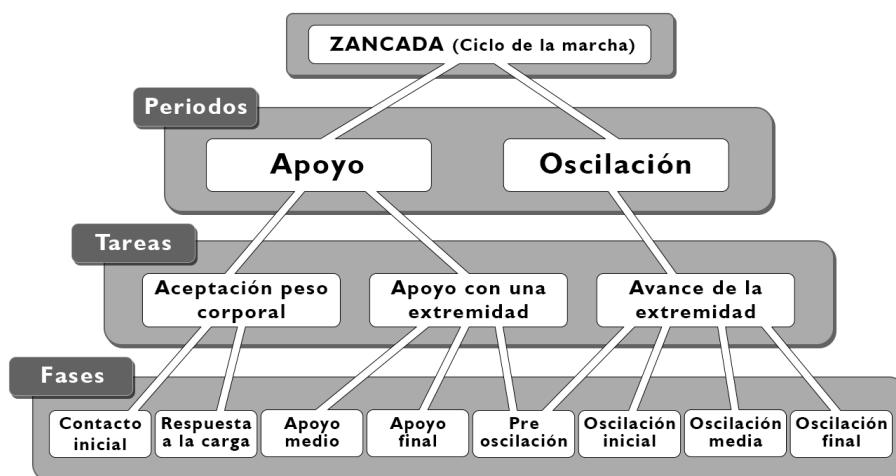 ZANCADA (Ciclo de la marcha)
Periodos
Apoyo
Oscilación
Tareas
Aceptación peso
corporal
Apoyo con una
extremidad
Avance de la
extremidad
Fases
Contacto
inicial
Respuesta
a la carga
Apoyo
medio
Apoyo
final
Pre
oscilación
Oscilación
inicial
Oscilación
media
Oscilación
final